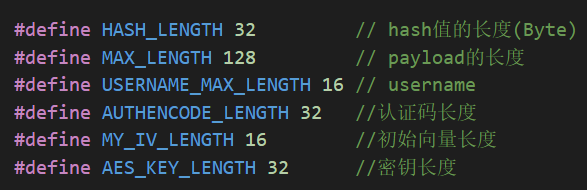 #define HASH_LENGTH 32 // hash值的长度(Byte)
#define MAX_LENGTH 128 // payload的长度
#define USERNAME_MAX_LENGTH 16 // username
#define AUTHENCODE_LENGTH 32 //认证码长度
#define MY_IV_LENGTH 16 //初始向量长度
#define AES_KEY_LENGTH 32 //密钥长度